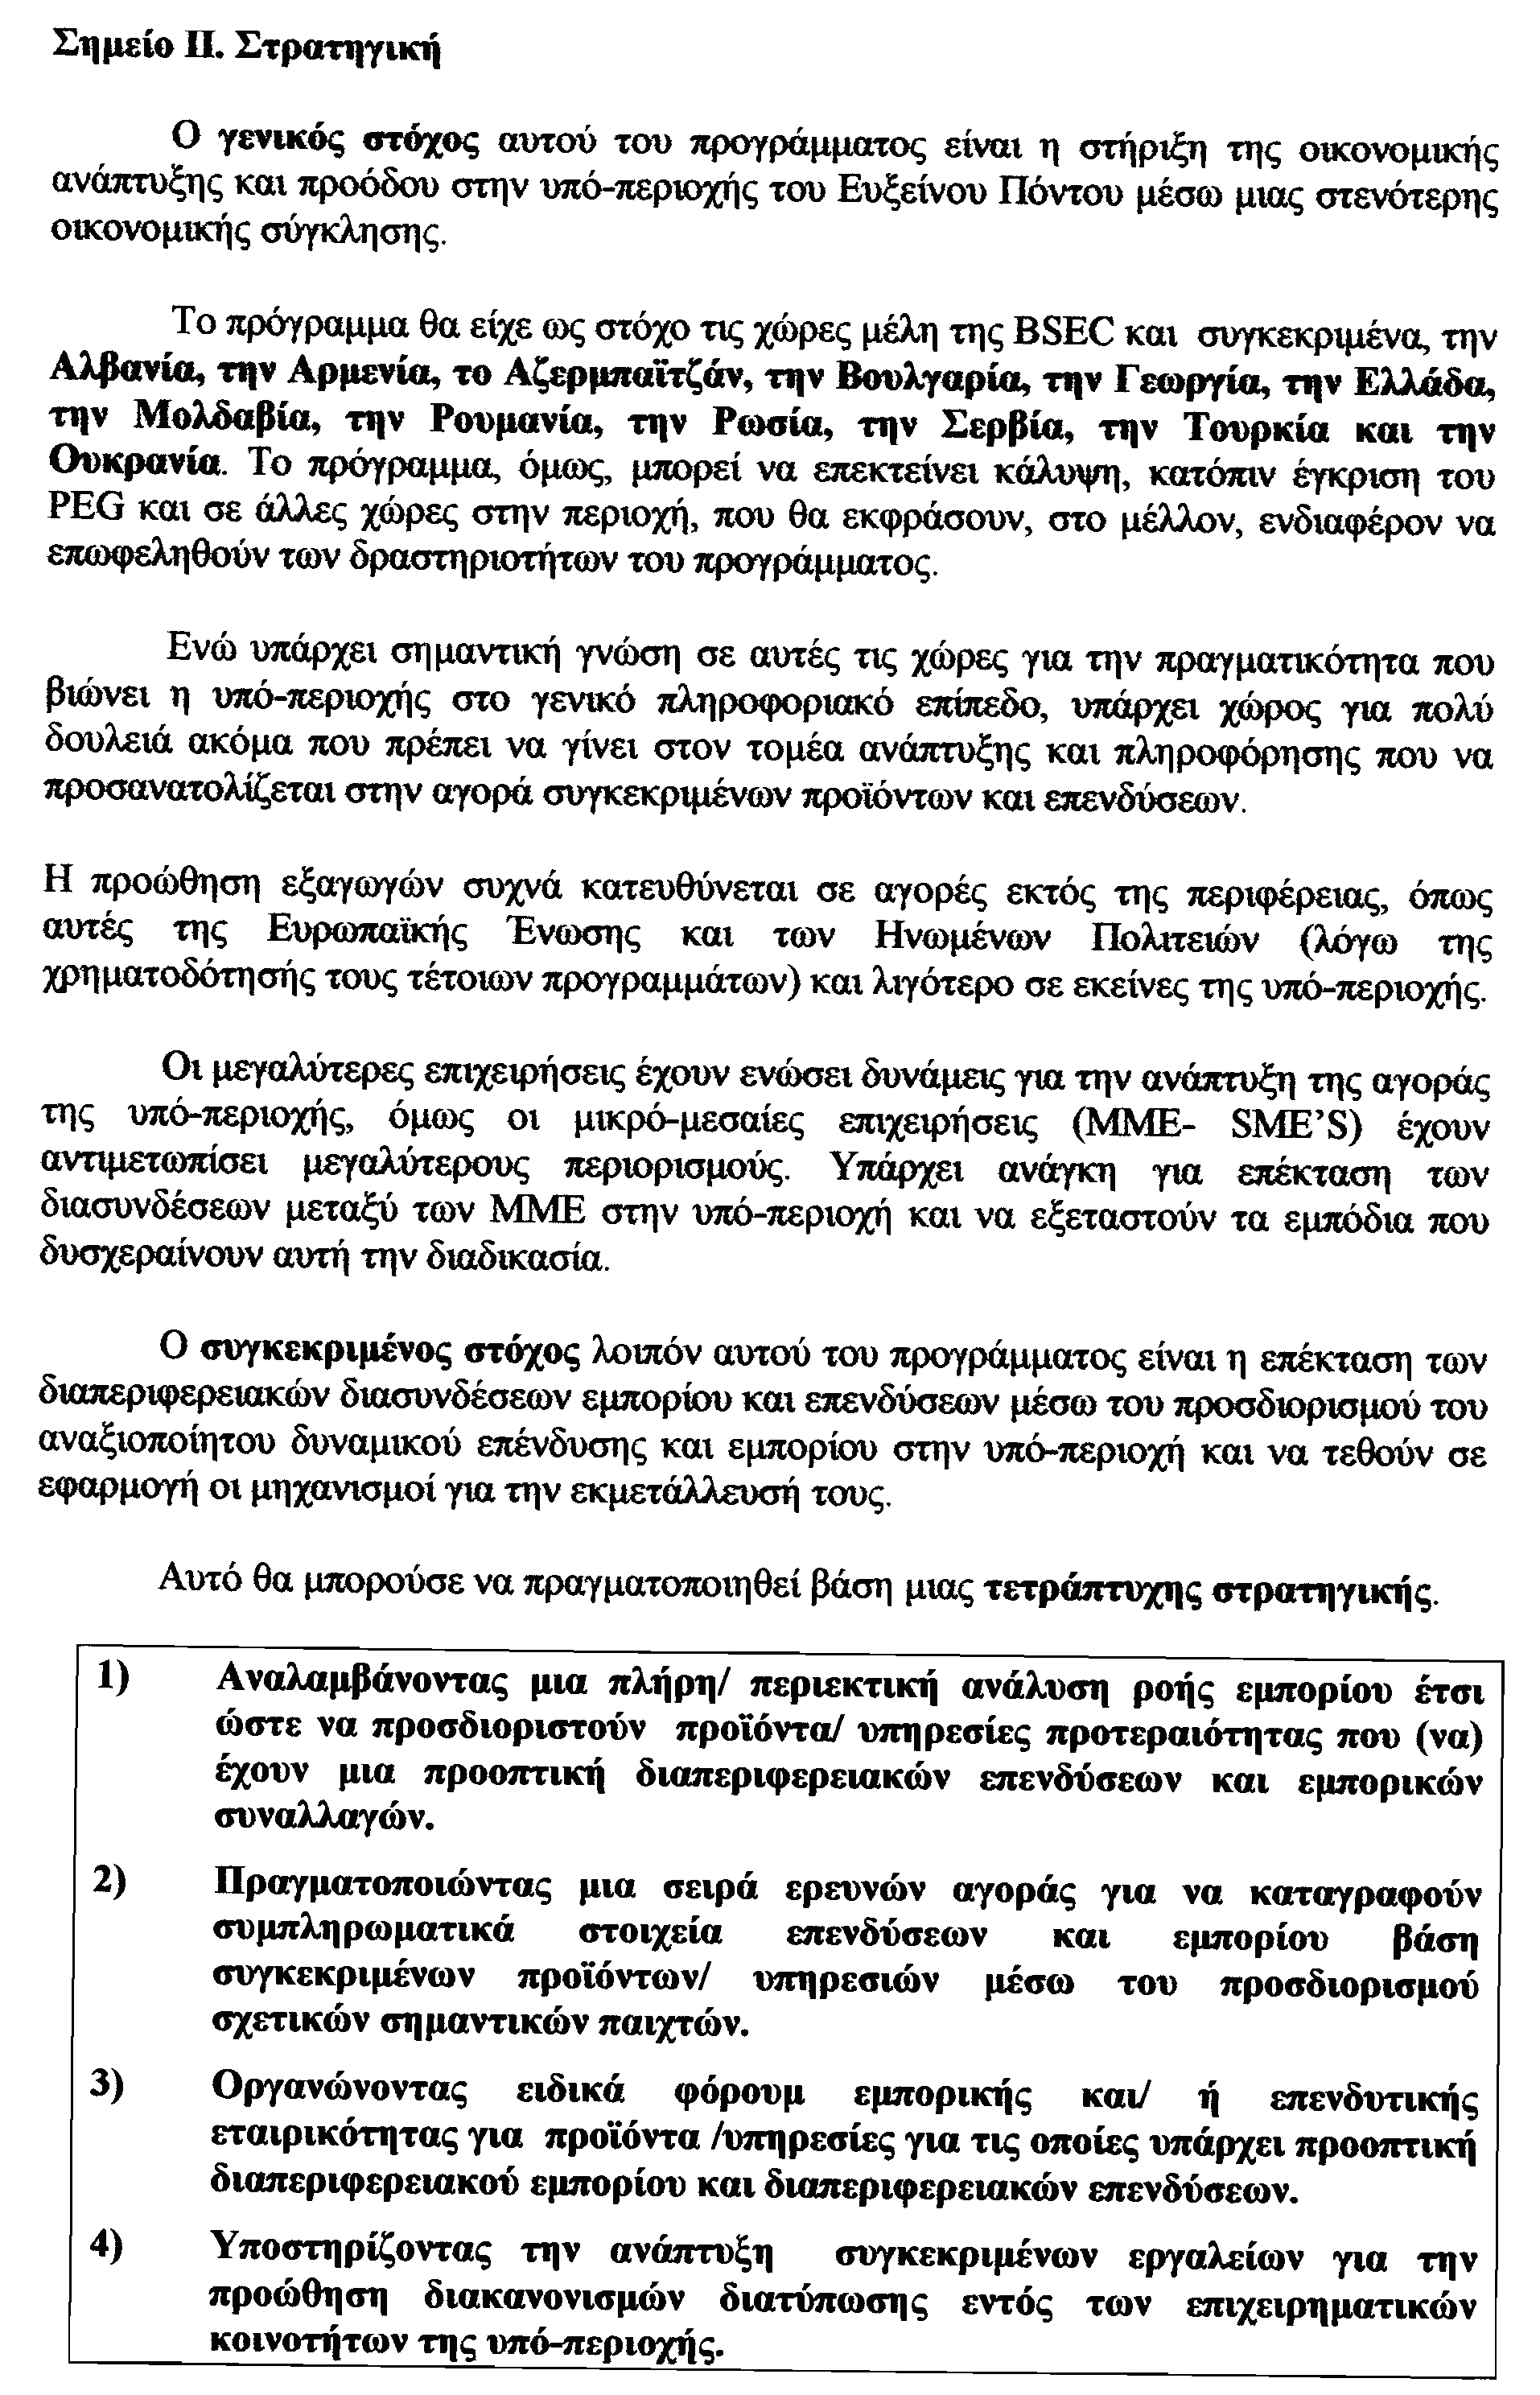 Σημείο ΙΙ. Στρατηγική
Ο γενικός στόχος αυτού του προγράμματος είναι η στήριξη της οικονομικής
ανάπτυξης και προόδου στην υπό-περιοχής του Ευξείνου Πόντου μέσω μιας στενότερης
οικονομικής σύγκλησης.
Το πρόγραμμα θα είχε ως στόχο τις χώρες μέλη της BSEC και συγκεκριμένα, την
Αλβανία, την Αρμενία, το Αζερμπαϊτζάν, την Βουλγαρία, την Γεωργία, την Ελλάδα,
την Μολδαβία, την Ρουμανία, την Ρωσία, την Σερβία, την Τουρκία και την
Ουκρανία. Το πρόγραμμα, όμως, μπορεί να επεκτείνει κάλυψη, κατόπιν έγκριση του
PEG και σε άλλες χώρες στην περιοχή, που θα εκφράσουν, στο μέλλον, ενδιαφέρον να
επωφεληθούν των δραστηριοτήτων του προγράμματος.
Ενώ υπάρχει σημαντική γνώση σε αυτές τις χώρες για την πραγματικότητα που
βιώνει η υπό-περιοχής στο γενικό πληροφοριακό επίπεδο, υπάρχει χώρος για πολύ
δουλειά ακόμα που πρέπει να γίνει στον τομέα ανάπτυξης και πληροφόρησης που να
προσανατολίζεται στην αγορά συγκεκριμένων προϊόντων και επενδύσεων.
Η προώθηση εξαγωγών συχνά κατευθύνεται σε αγορές εκτός της περιφέρειας, όπως
αυτές της Ευρωπαϊκής Ένωσης και των Ηνωμένων Πολιτειών (λόγω της
χρηματοδότησής τους τέτοιων προγραμμάτων) και λιγότερο σε εκείνες της υπό-περιοχής.
Οι μεγαλύτερες επιχειρήσεις έχουν ενώσει δυνάμεις για την ανάπτυξη της αγοράς
της υπό-περιοχής, όμως οι μικρό-μεσαίες επιχειρήσεις (ΜΜΕ- SME'S) έχουν
αντιμετωπίσει μεγαλύτερους περιορισμούς. Υπάρχει ανάγκη για επέκταση των
διασυνδέσεων μεταξύ των ΜΜΕ στην υπό-περιοχή και να εξεταστούν τα εμπόδια που
δυσχεραίνουν αυτή την διαδικασία.
Ο συγκεκριμένος στόχος λοιπόν αυτού του προγράμματος είναι η επέκταση των
διαπεριφερειακών διασυνδέσεων εμπορίου και επενδύσεων μέσω του προσδιορισμού του
αναξιοποίητου δυναμικού επένδυσης και εμπορίου στην υπό-περιοχή και να τεθούν σε
εφαρμογή οι μηχανισμοί για την εκμετάλλευσή τους.
Αυτό θα μπορούσε να πραγματοποιηθεί βάση μιας τετράπτυχης στρατηγικής.
1) Αναλαμβάνοντας μια πλήρη/ περιεκτική ανάλυση ροής εμπορίου έτσι
ώστε να προσδιοριστούν προϊόντα/ υπηρεσίες προτεραιότητας που (να)
έχουν μια προοπτική διαπεριφερειακών επενδύσεων και εμπορικών
συναλλαγών.
2) Πραγματοποιώντας μια σειρά ερευνών αγοράς για να καταγραφούν
συμπληρωματικά στοιχεία επενδύσεων και εμπορίου βάση
συγκεκριμένων προϊόντων/ υπηρεσιών μέσω του προσδιορισμού
σχετικών σημαντικών παιχτών.
3) Οργανώνοντας ειδικά φόρουμ εμπορικής και/ ή επενδυτικής
εταιρικότητας για προϊόντα /υπηρεσίες για τις οποίες υπάρχει προοπτική
διαπεριφερειακού εμπορίου και διαπεριφερειακών επενδύσεων.
4) Υποστηρίζοντας την ανάπτυξη συγκεκριμένων εργαλείων για την
προώθηση διακανονισμών διατύπωσης εντός των επιχειρηματικών
κοινοτήτων της υπό-περιοχής.